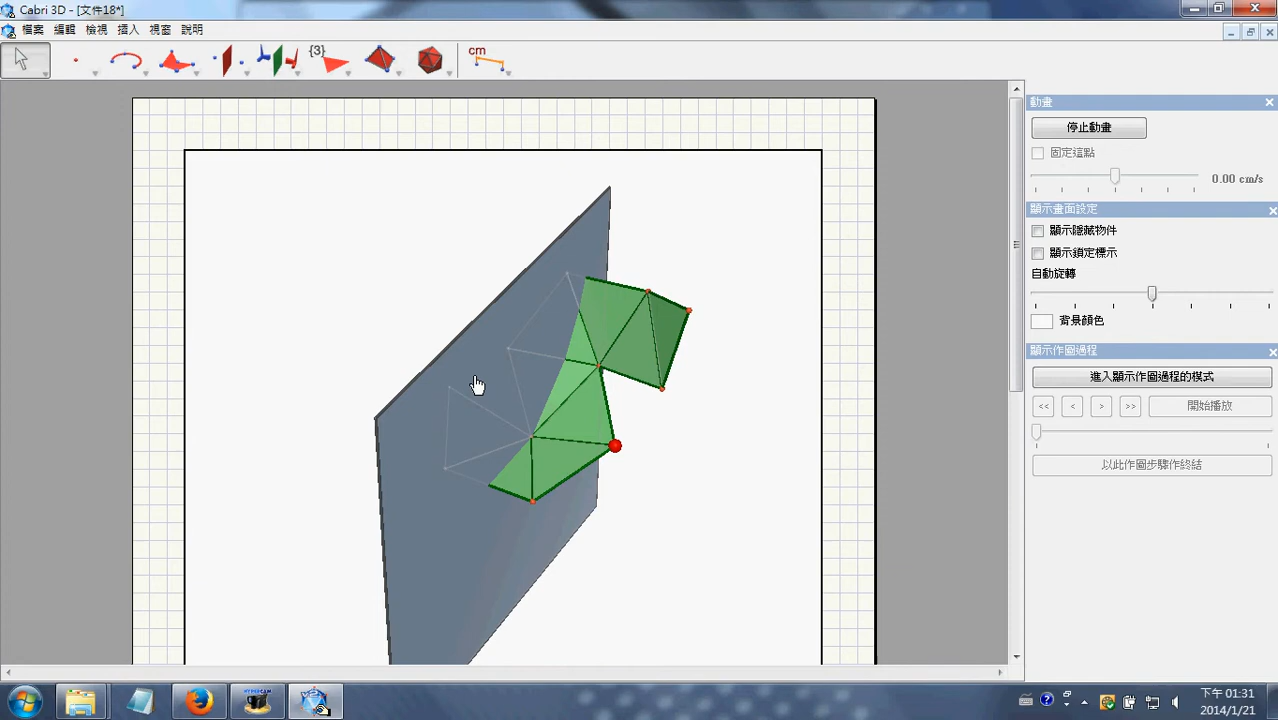 Cabri 3D - [文件18*]
檔案 編輯 檢視 插入 視窗 說明
{3}
cm
動畫
停止動畫
固定這點
0.00 cm/s
顯示畫面設定
顯示隱藏物件
顯示鎖定標示
自動旋轉
背景顏色
顯示作圖過程
進入顯示作圖過程的模式
<< < > >> 開始播放
以此作圖步驟作終結
HYPERCAM
下午 01:31
2014/1/21